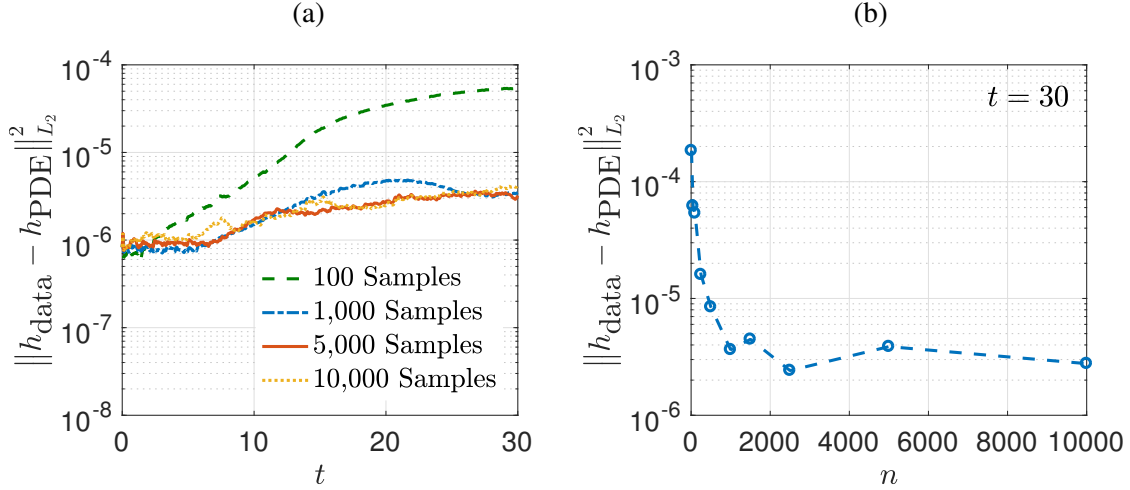 (a)
10^-4
10^-5
10^-6
10^-7
10^-8
||h_data − h_PDE||^2_{L_2}
100 Samples
1,000 Samples
5,000 Samples
10,000 Samples
0 10 20 30
t
(b)
10^-3
10^-4
10^-5
10^-6
||h_data − h_PDE||^2_{L_2}
t = 30
0 2000 4000 6000 8000 10000
n